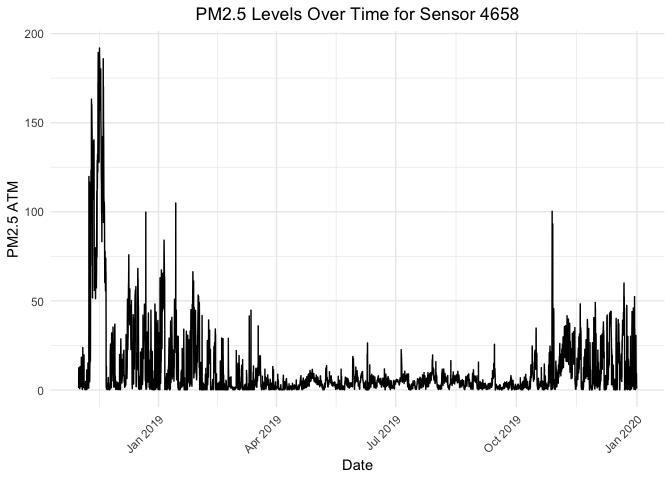 PM2.5 Levels Over Time for Sensor 4658
200
150
100
50
0
PM2.5 ATM
Jan 2019
Apr 2019
Jul 2019
Oct 2019
Jan 2020
Date